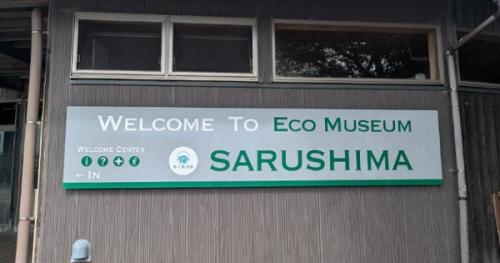 WELCOME TO ECO MUSEUM
WELCOME CENTER
SARUSHIMA
←IN